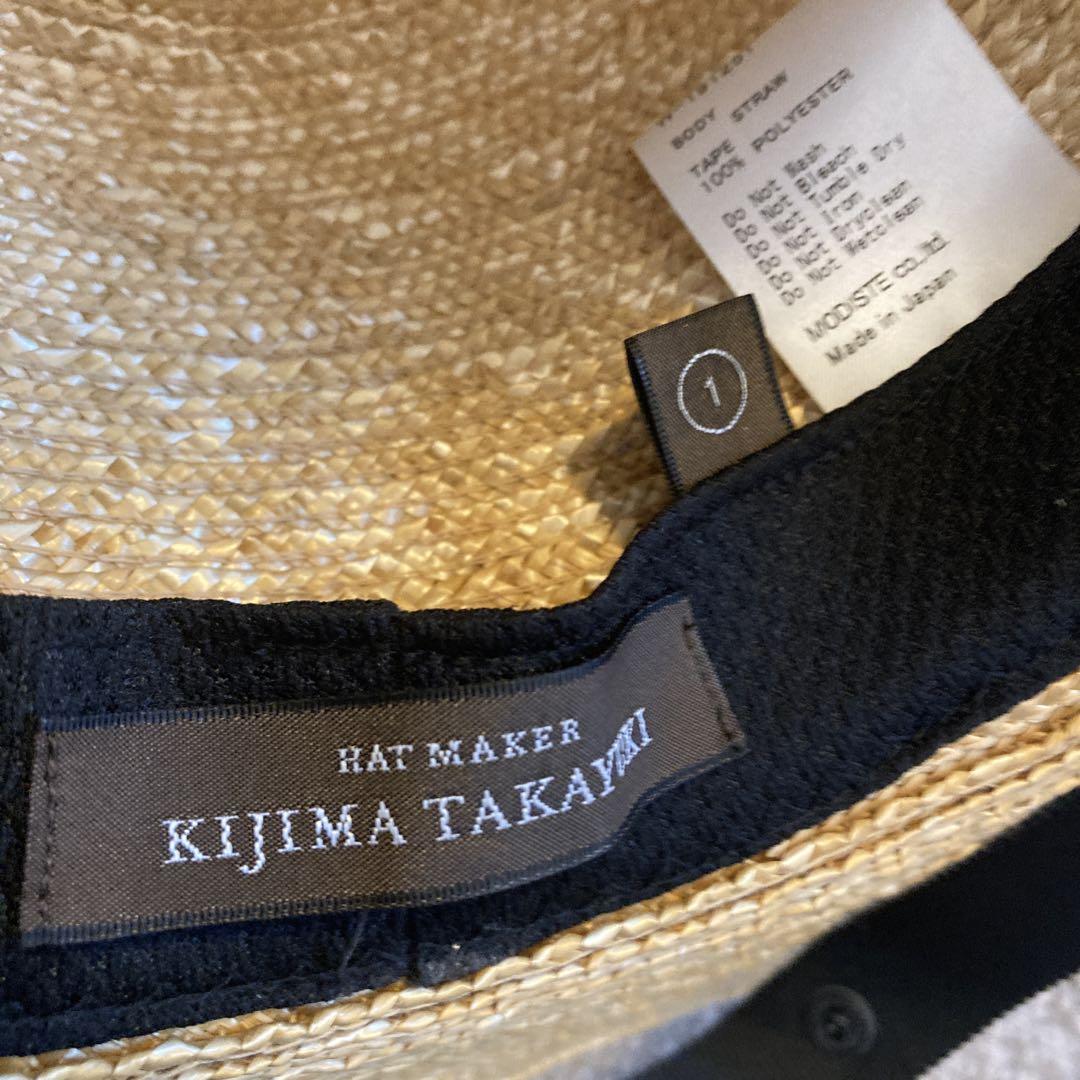 BODY STRAW
TAPE
100% POLYESTER
Do Not Wash
Do Not Bleach
Do Not Tumble Dry
Do Not Iron
Do Not Dryclean
Do Not Wetclean
MODISTE CO.,ltd.
Made in Japan
1
HAT MAKER
KIJIMA TAKAYUKI